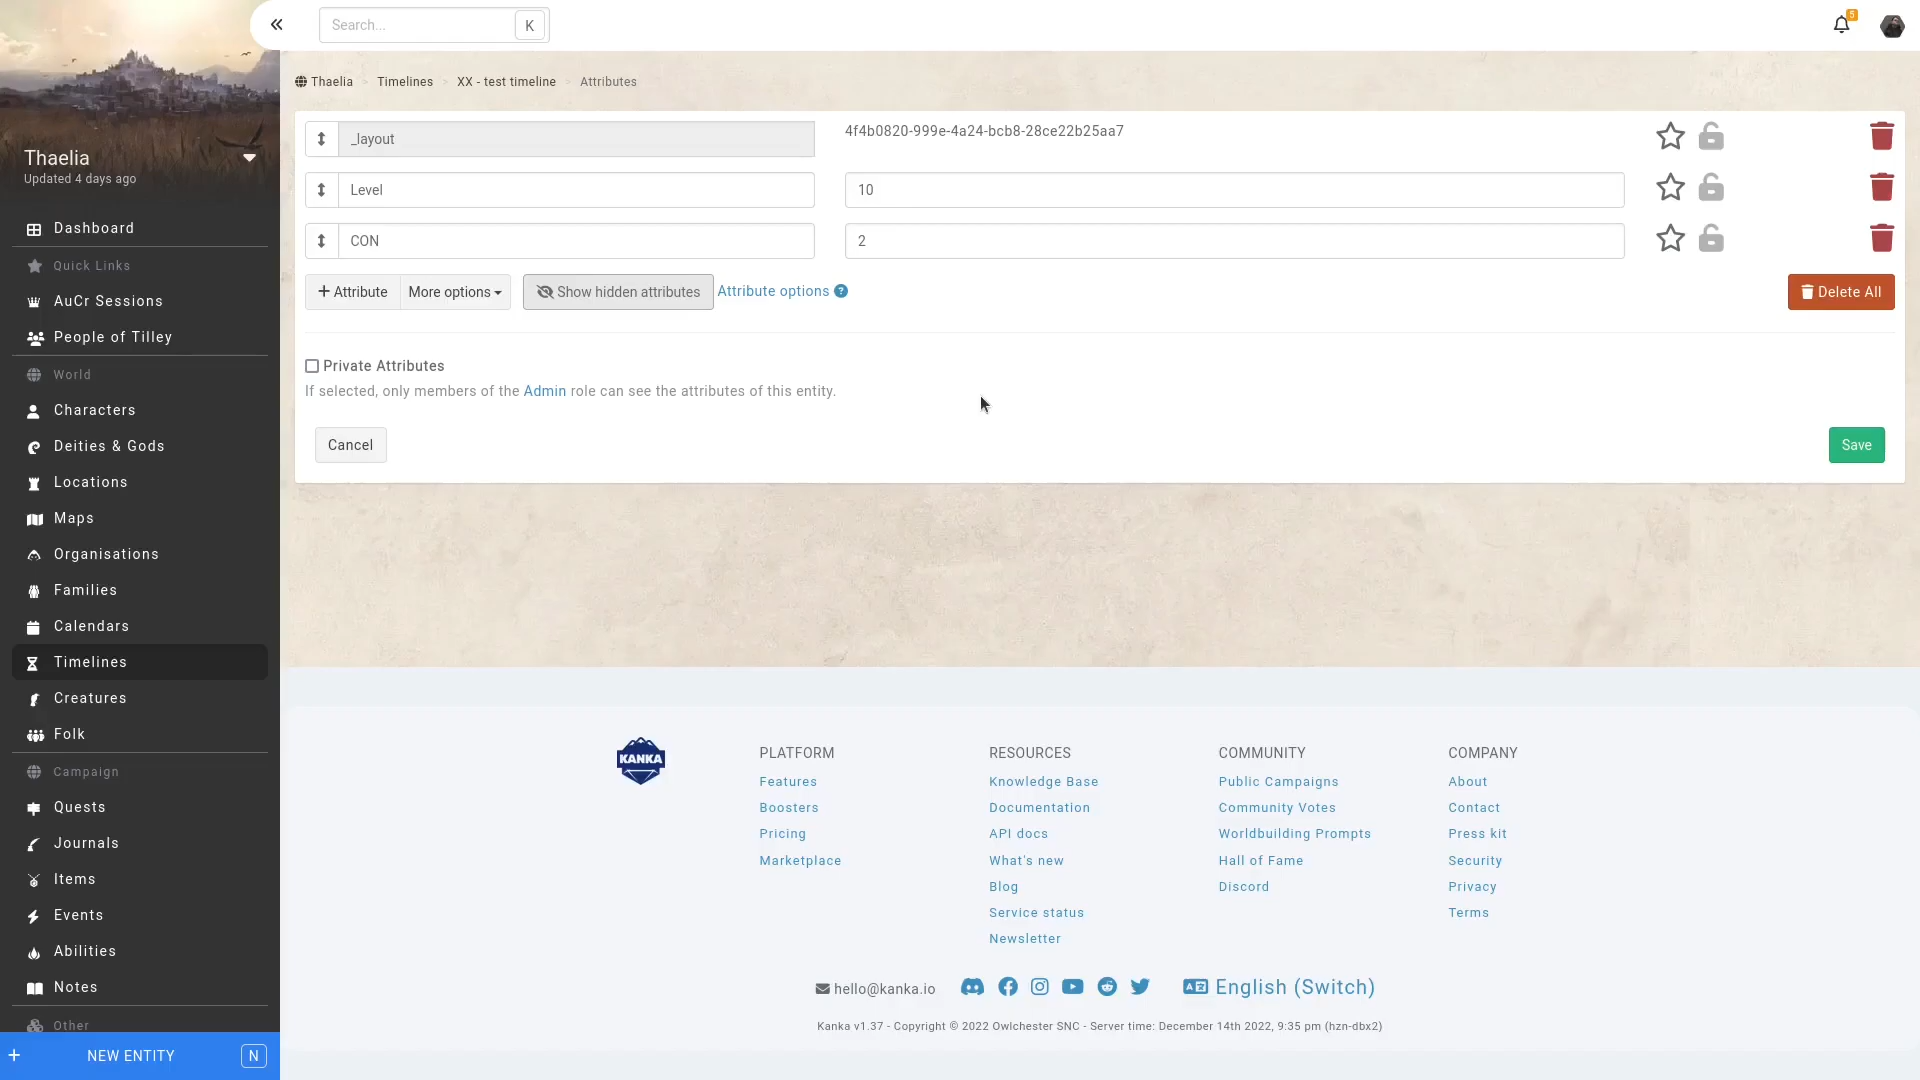 Search...
K
5
Thaelia
Timelines
XX - test timeline
Attributes
Thaelia
Updated 4 days ago
Dashboard
Quick Links
AuCr Sessions
People of Tilley
World
Characters
Deities & Gods
Locations
Maps
Organisations
Families
Calendars
Timelines
Creatures
Folk
Campaign
Quests
Journals
Items
Events
Abilities
Notes
Other
NEW ENTITY
N
_layout
4f4b0820-999e-4a24-bcb8-28ce22b25aa7
Level
10
CON
2
Attribute
More options
Show hidden attributes
Attribute options
Delete All
Private Attributes
If selected, only members of the Admin role can see the attributes of this entity.
Cancel
Save
KANKA
PLATFORM
Features
Boosters
Pricing
Marketplace
RESOURCES
Knowledge Base
Documentation
API docs
What's new
Blog
Service status
Newsletter
COMMUNITY
Public Campaigns
Community Votes
Worldbuilding Prompts
Hall of Fame
Discord
COMPANY
About
Contact
Press kit
Security
Privacy
Terms
hello@kanka.io
English (Switch)
Kanka v1.37 - Copyright © 2022 Owlchester SNC - Server time: December 14th 2022, 9:35 pm (hzn-dbx2)